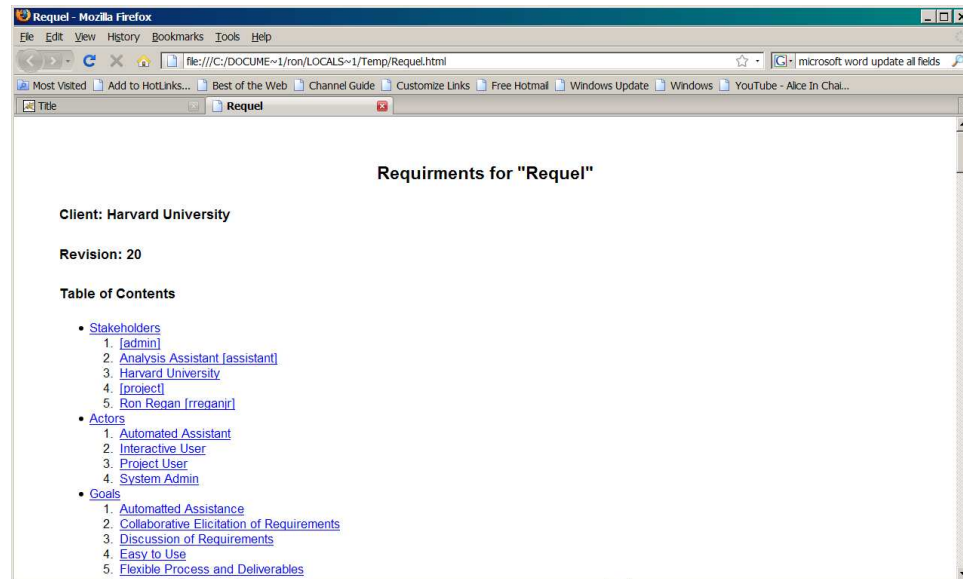 Requel - Mozilla Firefox
File Edit View History Bookmarks Tools Help
file:///C:/DOCUME~1/ron/LOCALS~1/Temp/Requel.html
G microsoft word update all fields
Most Visited Add to HotLinks... Best of the Web Channel Guide Customize Links Free Hotmail Windows Update Windows YouTube - Alice In Chai...
Title Requel
Requirments for "Requel"
Client: Harvard University
Revision: 20
Table of Contents
• Stakeholders
1. [admin]
2. Analysis Assistant [assistant]
3. Harvard University
4. [project]
5. Ron Regan [rreganjr]
• Actors
1. Automated Assistant
2. Interactive User
3. Project User
4. System Admin
• Goals
1. Automatted Assistance
2. Collaborative Elicitation of Requirements
3. Discussion of Requirements
4. Easy to Use
5. Flexible Process and Deliverables